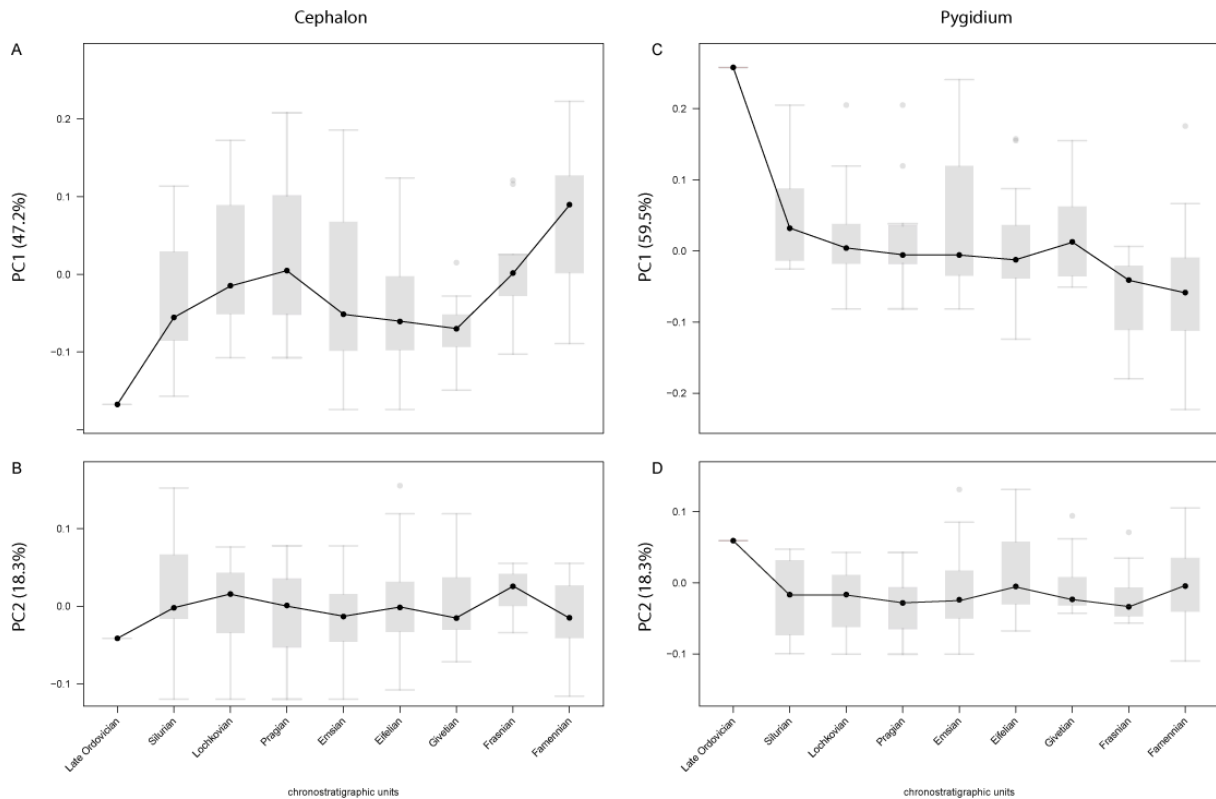 Cephalon
Pygidium
A
PC1 (47.2%)
0.2
0.1
0.0
−0.1
C
PC1 (59.5%)
0.2
0.1
0.0
−0.1
−0.2
B
PC2 (18.3%)
0.1
0.0
−0.1
Late Ordovician
Silurian
Lochkovian
Pragian
Emsian
Eifelian
Givetian
Frasnian
Famennian
chronostratigraphic units
D
PC2 (18.3%)
0.1
0.0
−0.1
Late Ordovician
Silurian
Lochkovian
Pragian
Emsian
Eifelian
Givetian
Frasnian
Famennian
chronostratigraphic units